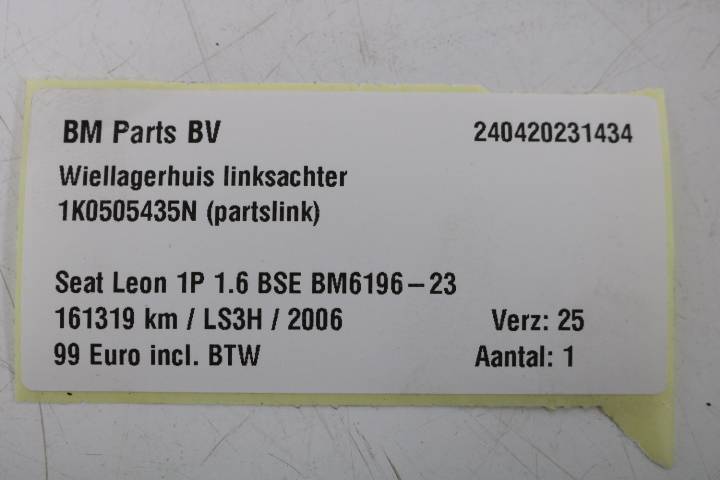 BM Parts BV 240420231434
Wiellagerhuis linksachter
1K0505435N (partslink)
Seat Leon 1P 1.6 BSE BM6196-23
161319 km / LS3H / 2006 Verz: 25
99 Euro incl. BTW Aantal: 1